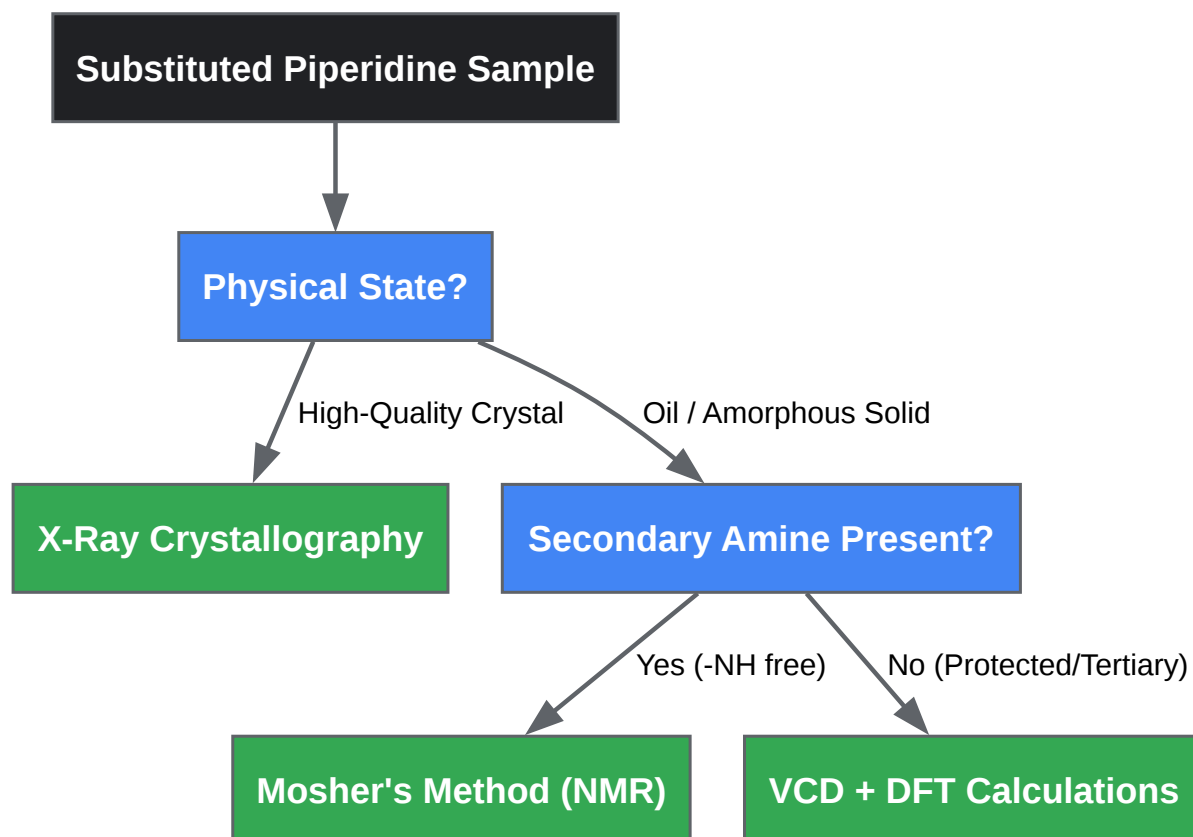 Substituted Piperidine Sample
Physical State?
High-Quality Crystal
Oil / Amorphous Solid
X-Ray Crystallography
Secondary Amine Present?
Yes (-NH free)
No (Protected/Tertiary)
Mosher's Method (NMR)
VCD + DFT Calculations